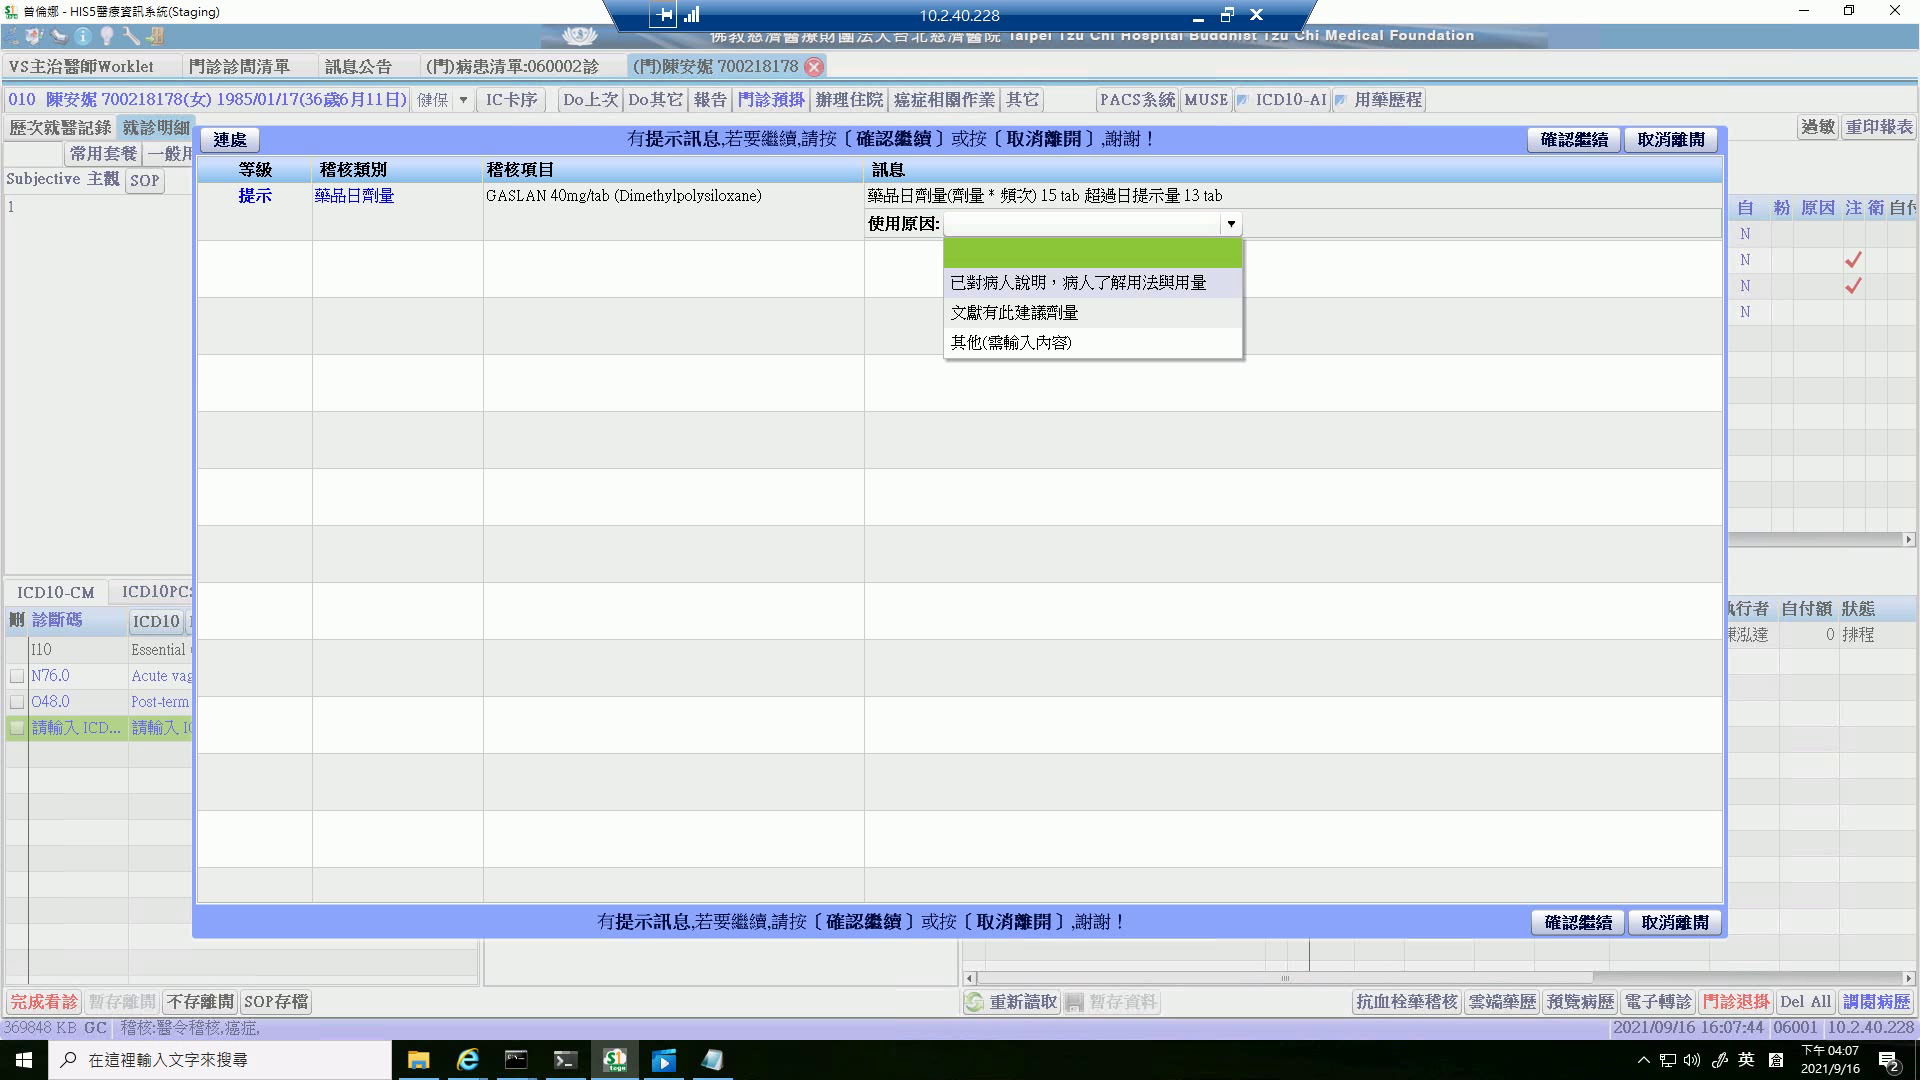 曾倫娜 - HIS5醫療資訊系統(Staging)
10.2.40.228
佛教慈濟醫療財團法人台北慈濟醫院 Taipei Tzu Chi Hospital Buddhist Tzu Chi Medical Foundation
VS主治醫師Worklet 門診診間清單 訊息公告 (門)病患清單:060002診 (門)陳安妮 700218178
010 陳安妮 700218178(女) 1985/01/17(36歲6月11日) 健保 IC卡序 Do上次 Do其它 報告 門診預掛 辦理住院 癌症相關作業 其它 PACS系統 MUSE ICD10-AI 用藥歷程
歷次就醫記錄 就診明細 過敏 重印報表
連處 有提示訊息,若要繼續,請按〔確認繼續〕或按〔取消離開〕,謝謝！ 確認繼續 取消離開
常用套餐 一般用
等級 稽核類別 稽核項目 訊息
Subjective 主觀 SOP
提示 藥品日劑量 GASLAN 40mg/tab (Dimethylpolysiloxane) 藥品日劑量(劑量 * 頻次) 15 tab 超過日提示量 13 tab
1
自 粉 原因 注 衛 自付
使用原因:
N
N
已對病人說明，病人了解用法與用量
N
文獻有此建議劑量
N
其他(需輸入內容)
ICD10-CM ICD10PCS
刪 診斷碼 ICD10
執行者 自付額 狀態
陳泓達 0 排程
I10 Essential
N76.0 Acute vag
O48.0 Post-term
請輸入 ICD... 請輸入 IC
有提示訊息,若要繼續,請按〔確認繼續〕或按〔取消離開〕,謝謝！ 確認繼續 取消離開
完成看診 暫存離開 不存離開 SOP存檔 重新讀取 暫存資料 抗血栓藥稽核 雲端藥歷 預覽病歷 電子轉診 門診退掛 Del All 調閱病歷
369848 KB GC 稽核:醫令稽核,癌症, 2021/09/16 16:07:44 06001 10.2.40.228
在這裡輸入文字來搜尋
英
下午 04:07
2021/9/16
2